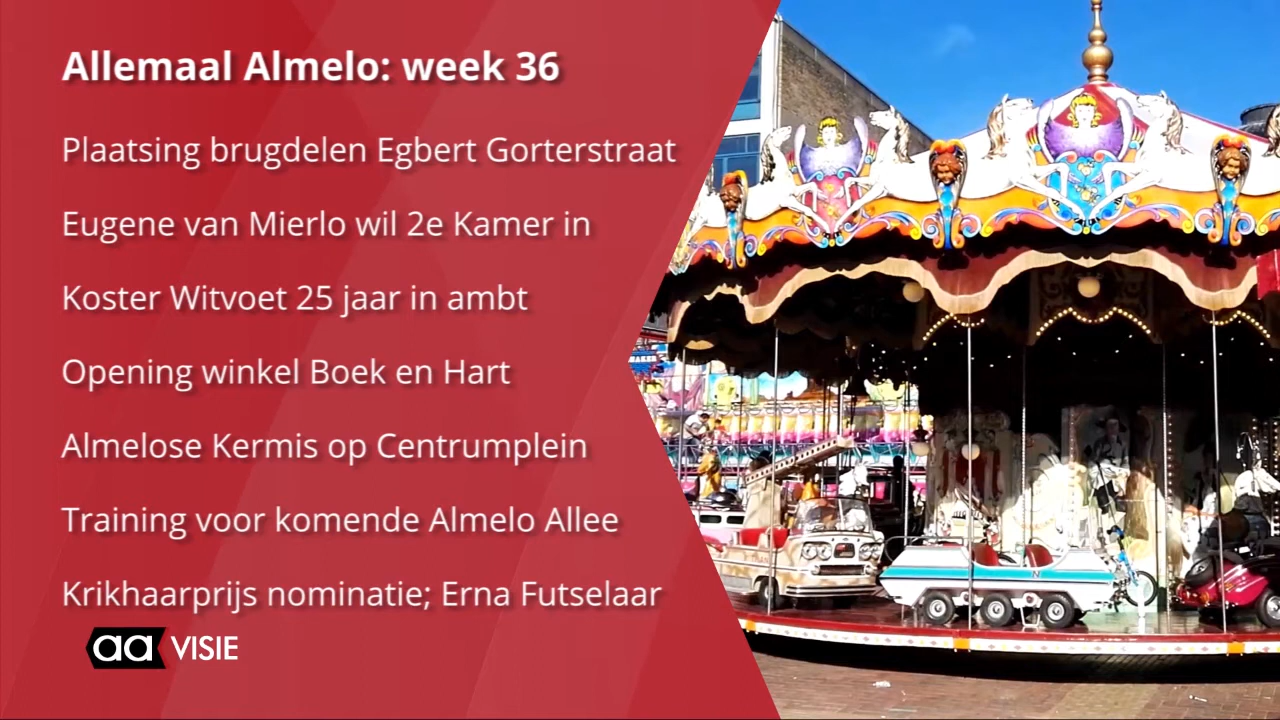 Allemaal Almelo: week 36
Plaatsing brugdelen Egbert Gorterstraat
Eugene van Mierlo wil 2e Kamer in
Koster Witvoet 25 jaar in ambt
Opening winkel Boek en Hart
Almelose Kermis op Centrumplein
Training voor komende Almelo Allee
Krikhaarprijs nominatie; Erna Futselaar
aa VISIE